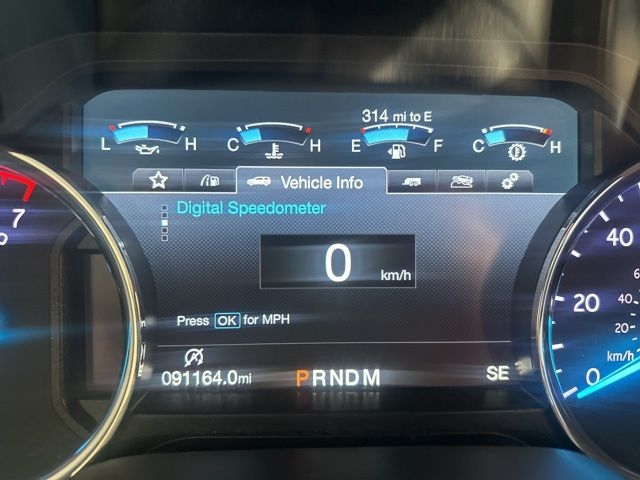 314 mi to E
L H C H E F C H
Vehicle Info
Digital Speedometer
0 km/h
Press OK for MPH
091164.0mi PRNDM SE
7
40
20
0
40
20
km/h